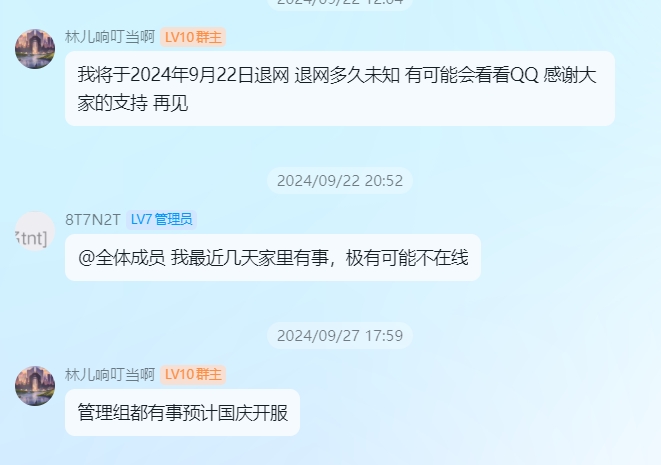 林儿响叮当啊 LV10 群主
我将于2024年9月22日退网 退网多久未知 有可能会看看QQ 感谢大
家的支持 再见
2024/09/22 20:52
8T7N2T LV7 管理员
tnt]
@全体成员 我最近几天家里有事，极有可能不在线
2024/09/27 17:59
林儿响叮当啊 LV10 群主
管理组都有事预计国庆开服